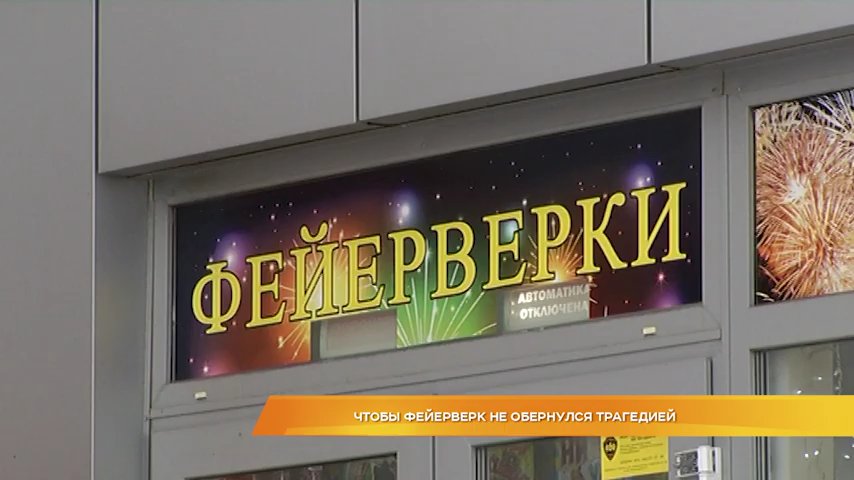 ФЕЙЕРВЕРКИ
АВТОМАТИКА
ОТКЛЮЧЕНА
ЧТОБЫ ФЕЙЕРВЕРК НЕ ОБЕРНУЛСЯ ТРАГЕДИЕЙ